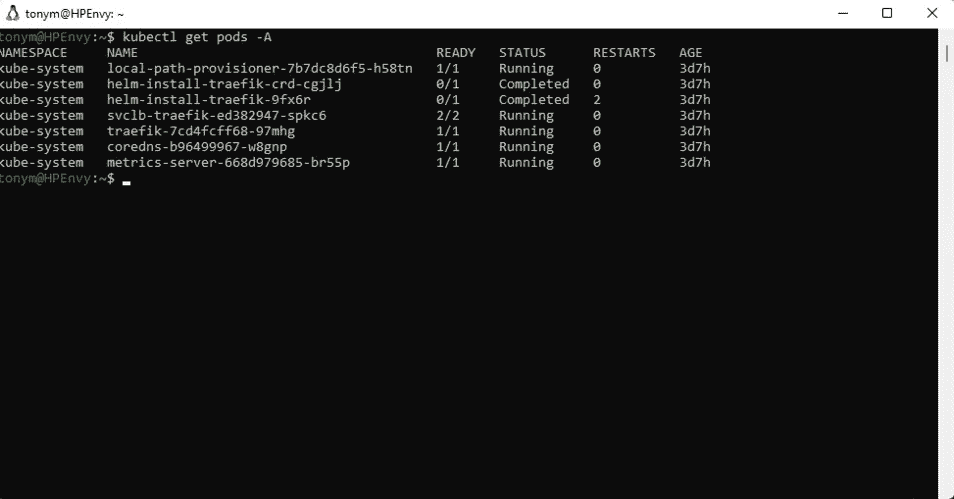 tonym@HPEnvy: ~
tonym@HPEnvy:~$ kubectl get pods -A
NAMESPACE   NAME                                      READY   STATUS      RESTARTS   AGE
kube-system   local-path-provisioner-7b7dc8d6f5-h58tn   1/1     Running     0          3d7h
kube-system   helm-install-traefik-crd-cgjlj            0/1     Completed   0          3d7h
kube-system   helm-install-traefik-9fx6r                0/1     Completed   2          3d7h
kube-system   svclb-traefik-ed382947-spkc6              2/2     Running     0          3d7h
kube-system   traefik-7cd4fcff68-97mhg                  1/1     Running     0          3d7h
kube-system   coredns-b96499967-w8gnp                   1/1     Running     0          3d7h
kube-system   metrics-server-668d979685-br55p           1/1     Running     0          3d7h
tonym@HPEnvy:~$